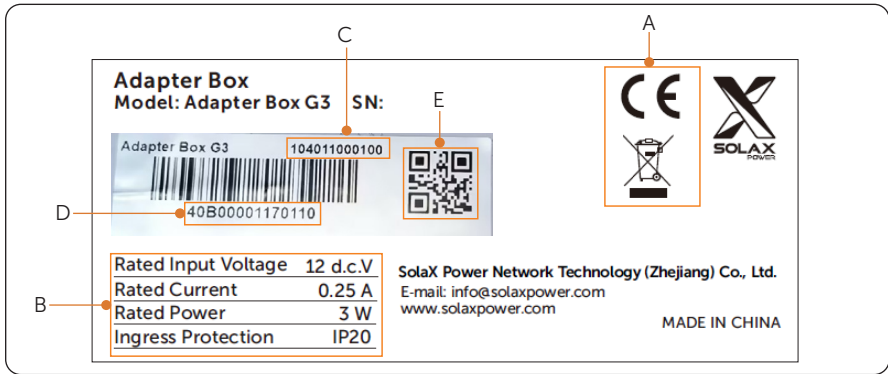 C
A
Adapter Box
Model: Adapter Box G3 SN:
E
Adapter Box G3 104011000100
D
40B00001170110
SOLAX
POWER
B
Rated Input Voltage 12 d.c.V
Rated Current 0.25 A
Rated Power 3 W
Ingress Protection IP20
SolaX Power Network Technology (Zhejiang) Co., Ltd.
E-mail: info@solaxpower.com
www.solaxpower.com
MADE IN CHINA